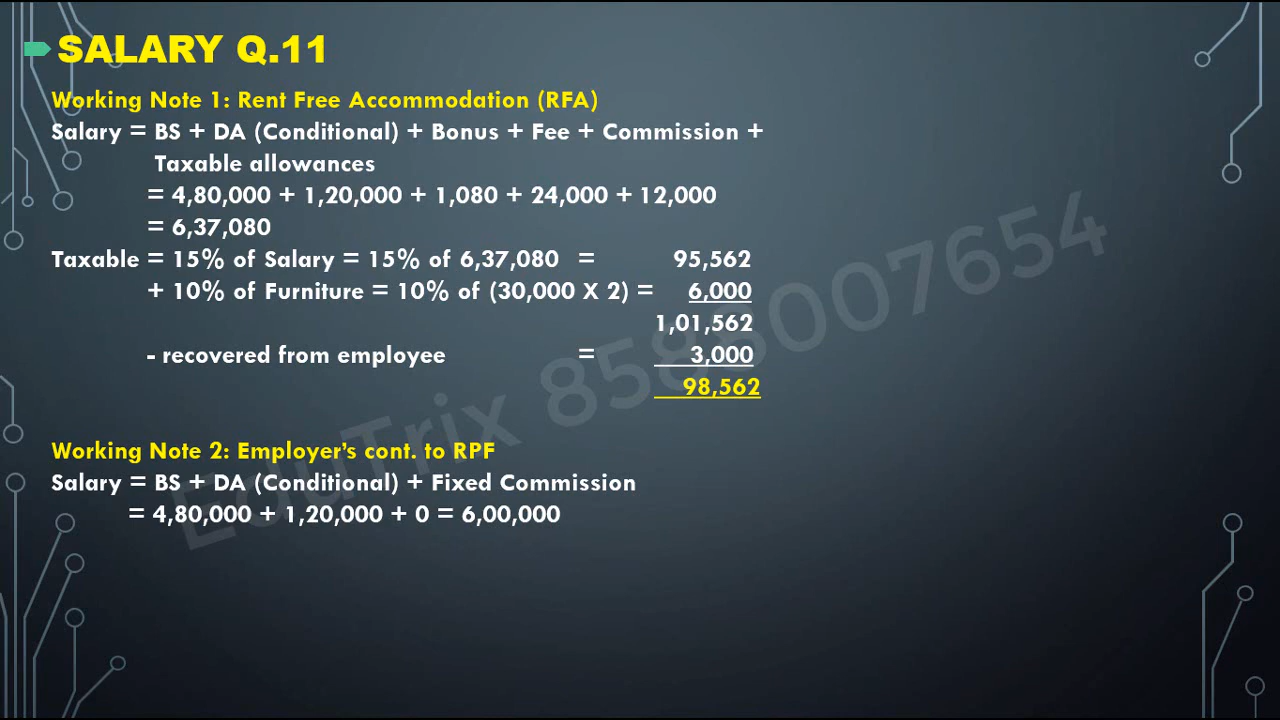 SALARY Q.11
Working Note 1: Rent Free Accommodation (RFA)
Salary = BS + DA (Conditional) + Bonus + Fee + Commission +
Taxable allowances
= 4,80,000 + 1,20,000 + 1,080 + 24,000 + 12,000
= 6,37,080
Taxable = 15% of Salary = 15% of 6,37,080 = 95,562
+ 10% of Furniture = 10% of (30,000 X 2) = 6,000
1,01,562
- recovered from employee = 3,000
98,562
Working Note 2: Employer’s cont. to RPF
Salary = BS + DA (Conditional) + Fixed Commission
= 4,80,000 + 1,20,000 + 0 = 6,00,000
EduTrix 8588007654